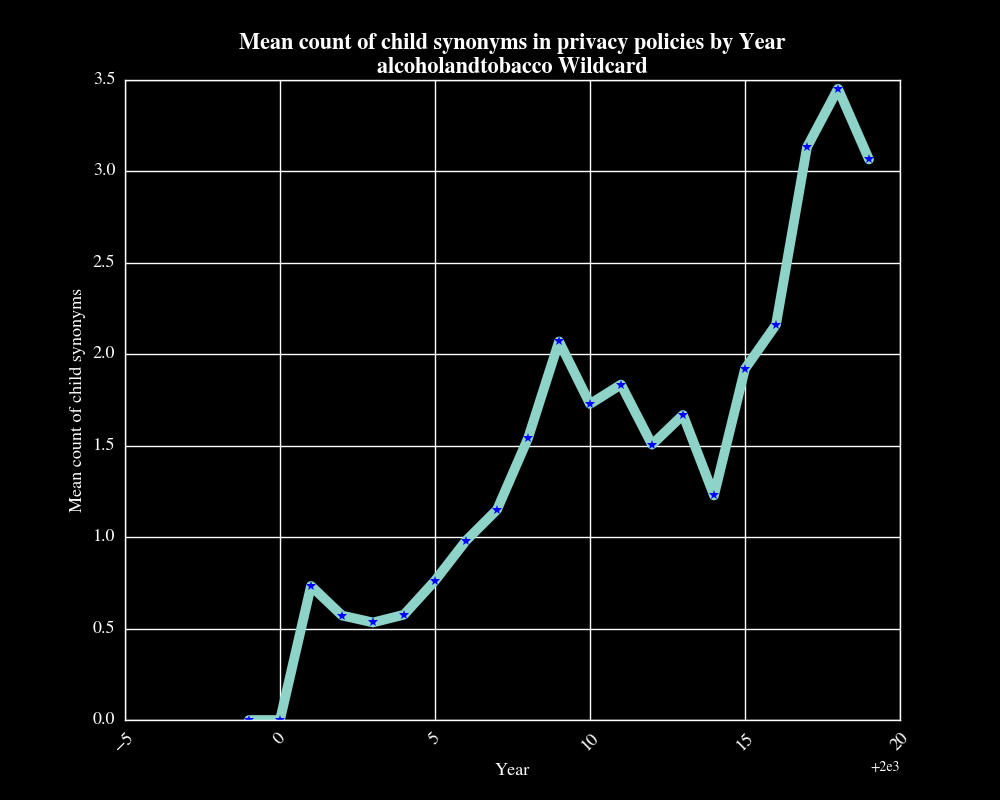 Mean count of child synonyms in privacy policies by Year
alcoholandtobacco Wildcard
3.5
3.0
2.5
2.0
1.5
1.0
0.5
0.0
Mean count of child synonyms
−5
0
5
10
15
20
Year
+2e3